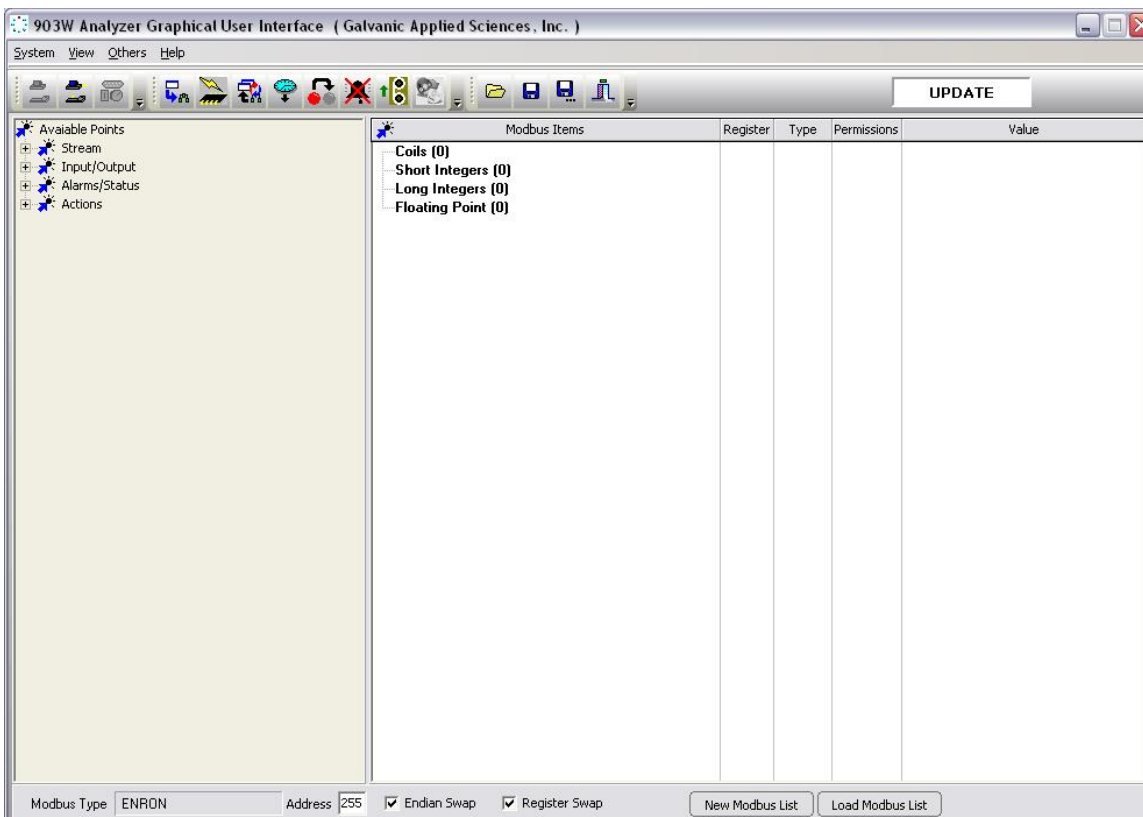 903W Analyzer Graphical User Interface ( Galvanic Applied Sciences, Inc. )
System View Others Help
UPDATE
Avaiable Points
Stream
Input/Output
Alarms/Status
Actions
Modbus Items Register Type Permissions Value
Coils (0)
Short Integers (0)
Long Integers (0)
Floating Point (0)
Modbus Type ENRON Address 255 Endian Swap Register Swap New Modbus List Load Modbus List